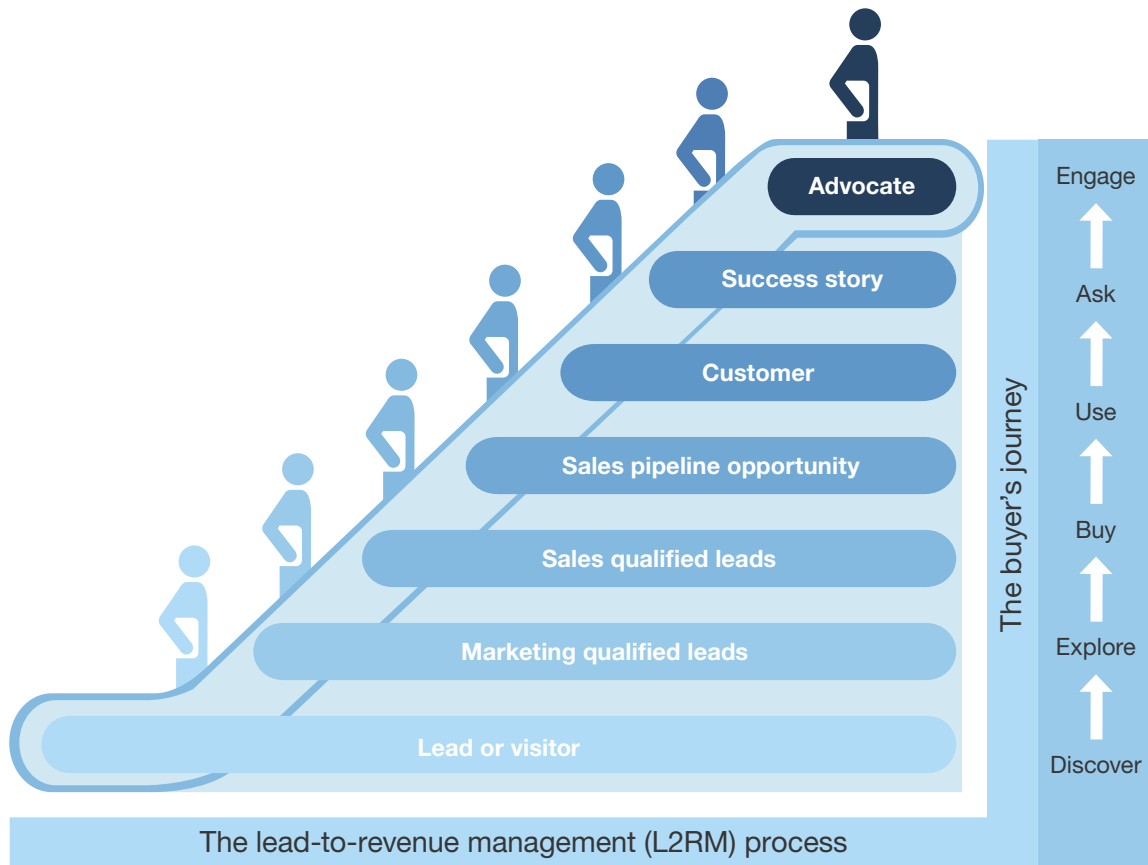 Advocate
Success story
Customer
Sales pipeline opportunity
Sales qualified leads
Marketing qualified leads
Lead or visitor
The lead-to-revenue management (L2RM) process
The buyer’s journey
Engage
Ask
Use
Buy
Explore
Discover